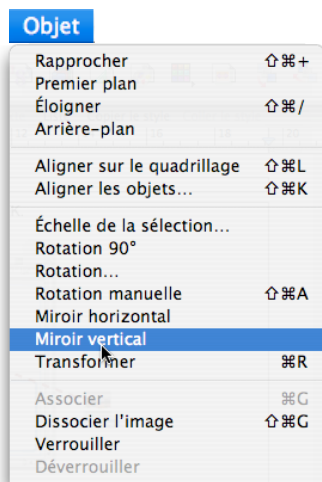 Objet
Rapprocher ⇧⌘+
Premier plan
Éloigner ⇧⌘/
Arrière-plan
Aligner sur le quadrillage ⇧⌘L
Aligner les objets... ⇧⌘K
Échelle de la sélection...
Rotation 90°
Rotation...
Rotation manuelle ⇧⌘A
Miroir horizontal
Miroir vertical
Transformer ⌘R
Associer ⌘G
Dissocier l'image ⇧⌘G
Verrouiller
Déverrouiller